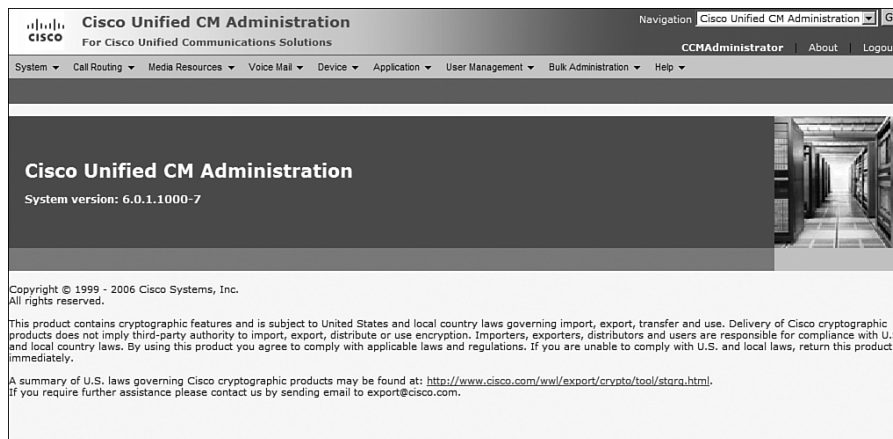 Cisco Unified CM Administration
Navigation Cisco Unified CM Administration
CISCO
For Cisco Unified Communications Solutions
CCMAdministrator | About | Logou
System Call Routing Media Resources Voice Mail Device Application User Management Bulk Administration Help
Cisco Unified CM Administration
System version: 6.0.1.1000-7
Copyright © 1999 - 2006 Cisco Systems, Inc.
All rights reserved.
This product contains cryptographic features and is subject to United States and local country laws governing import, export, transfer and use. Delivery of Cisco cryptographic
products does not imply third-party authority to import, export, distribute or use encryption. Importers, exporters, distributors and users are responsible for compliance with U.
and local country laws. By using this product you agree to comply with applicable laws and regulations. If you are unable to comply with U.S. and local laws, return this product
immediately.
A summary of U.S. laws governing Cisco cryptographic products may be found at: http://www.cisco.com/wwl/export/crypto/tool/stqrg.html.
If you require further assistance please contact us by sending email to export@cisco.com.